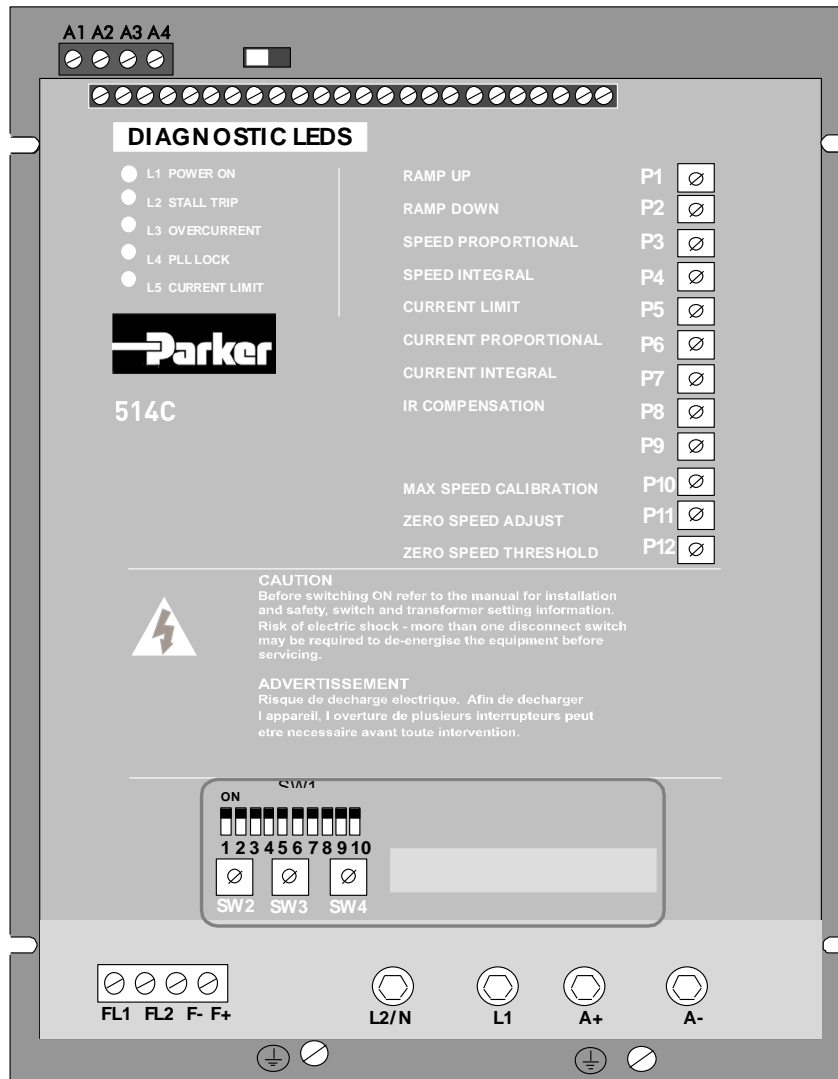 A1 A2 A3 A4
DIAGNOSTIC LEDS
L1 POWER ON
L2 STALL TRIP
L3 OVERCURRENT
L4 PLL LOCK
L5 CURRENT LIMIT
Parker
514C
RAMP UP P1
RAMP DOWN P2
SPEED PROPORTIONAL P3
SPEED INTEGRAL P4
CURRENT LIMIT P5
CURRENT PROPORTIONAL P6
CURRENT INTEGRAL P7
IR COMPENSATION P8
P9
MAX SPEED CALIBRATION P10
ZERO SPEED ADJUST P11
ZERO SPEED THRESHOLD P12
CAUTION
Before switching ON refer to the manual for installation
and safety, switch and transformer setting information.
Risk of electric shock - more than one disconnect switch
may be required to de-energise the equipment before
servicing.
ADVERTISSEMENT
Risque de decharge electrique. Afin de decharger
l appareil, l overture de plusieurs interrupteurs peut
etre necessaire avant toute intervention.
SW1
ON
1 2 3 4 5 6 7 8 9 10
SW2 SW3 SW4
FL1 FL2 F- F+
L2/N L1 A+ A-